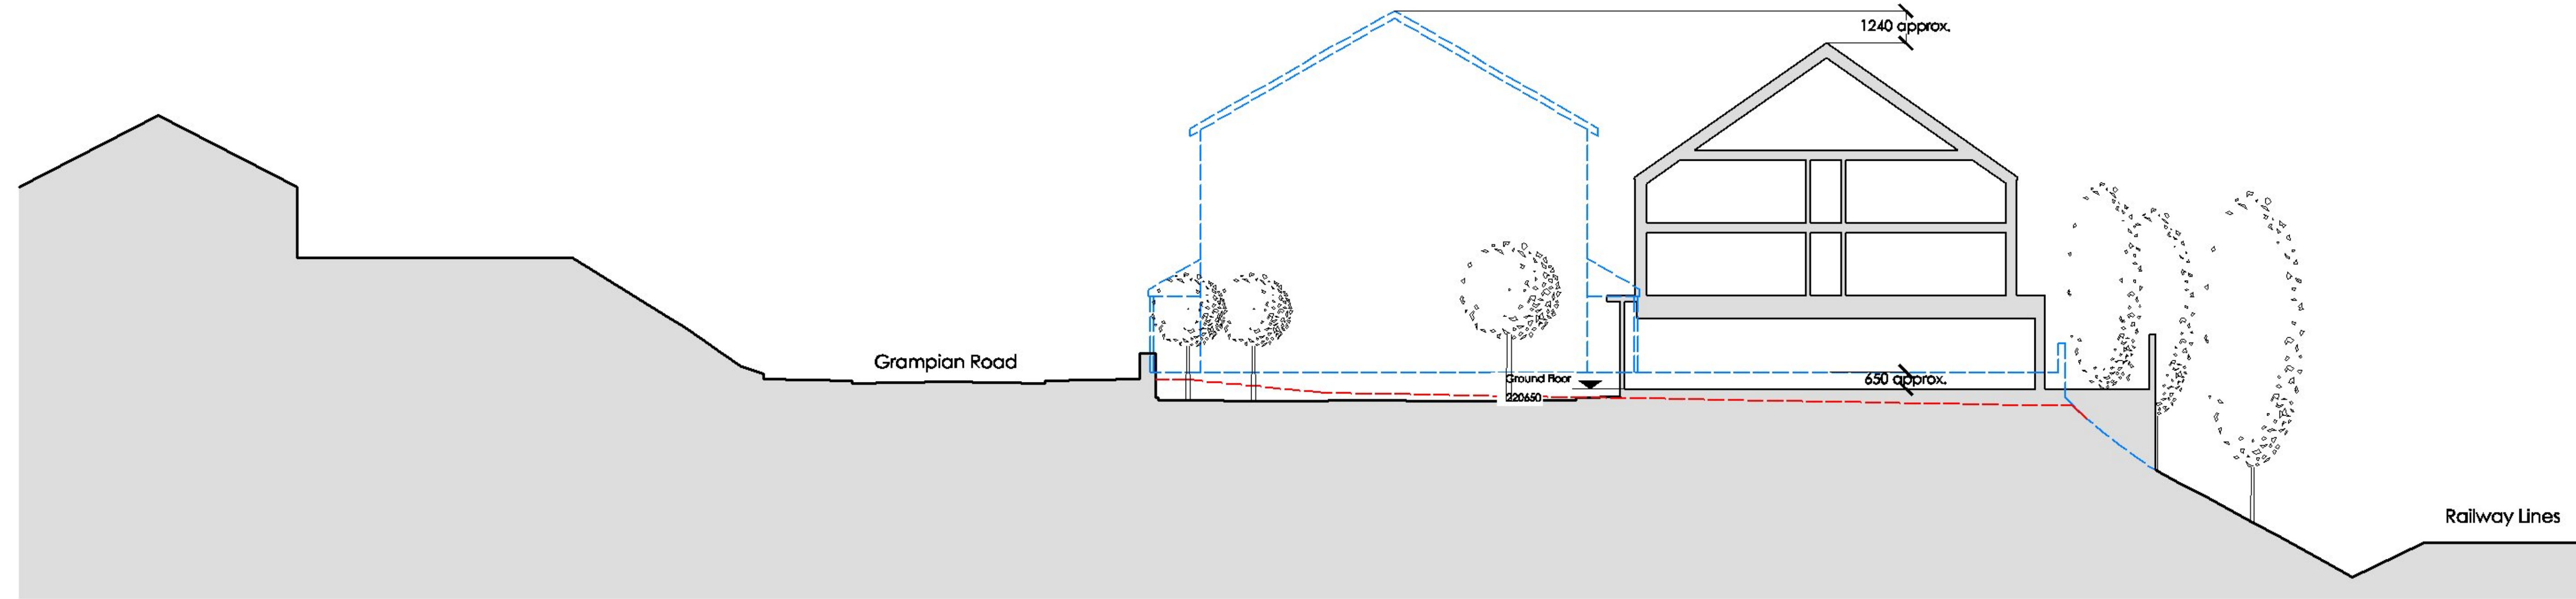 1240 approx.
Grampian Road
Ground Floor
220650
650 approx.
Railway Lines